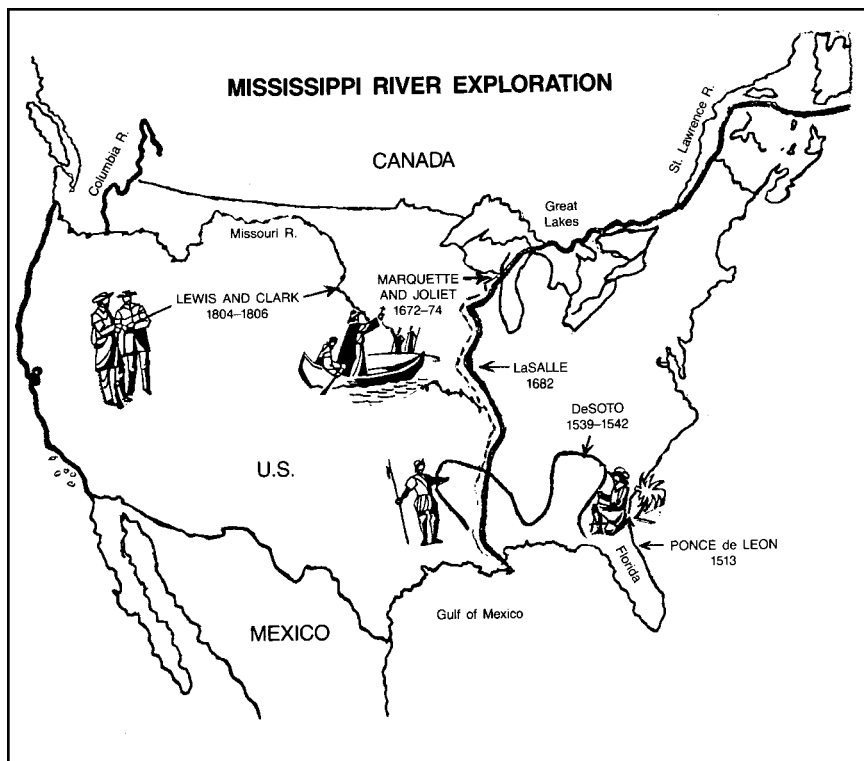 MISSISSIPPI RIVER EXPLORATION
St. Lawrence R.
Columbia R.
CANADA
Great
Lakes
Missouri R.
MARQUETTE
AND JOLIET
1672–74
LEWIS AND CLARK
1804–1806
LaSALLE
1682
DeSOTO
1539–1542
U.S.
PONCE de LEON
1513
Florida
Gulf of Mexico
MEXICO